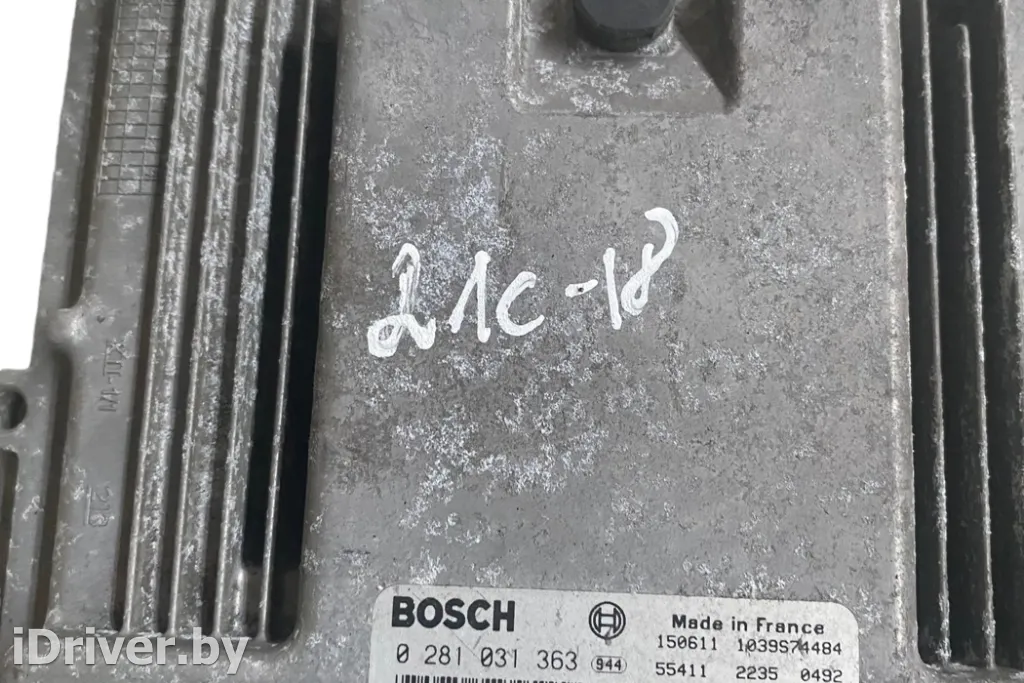 21C-18
BOSCH
Made in France
150611 1039S74484
0 281 031 363 944
55411 2235 0492
iDriver.by